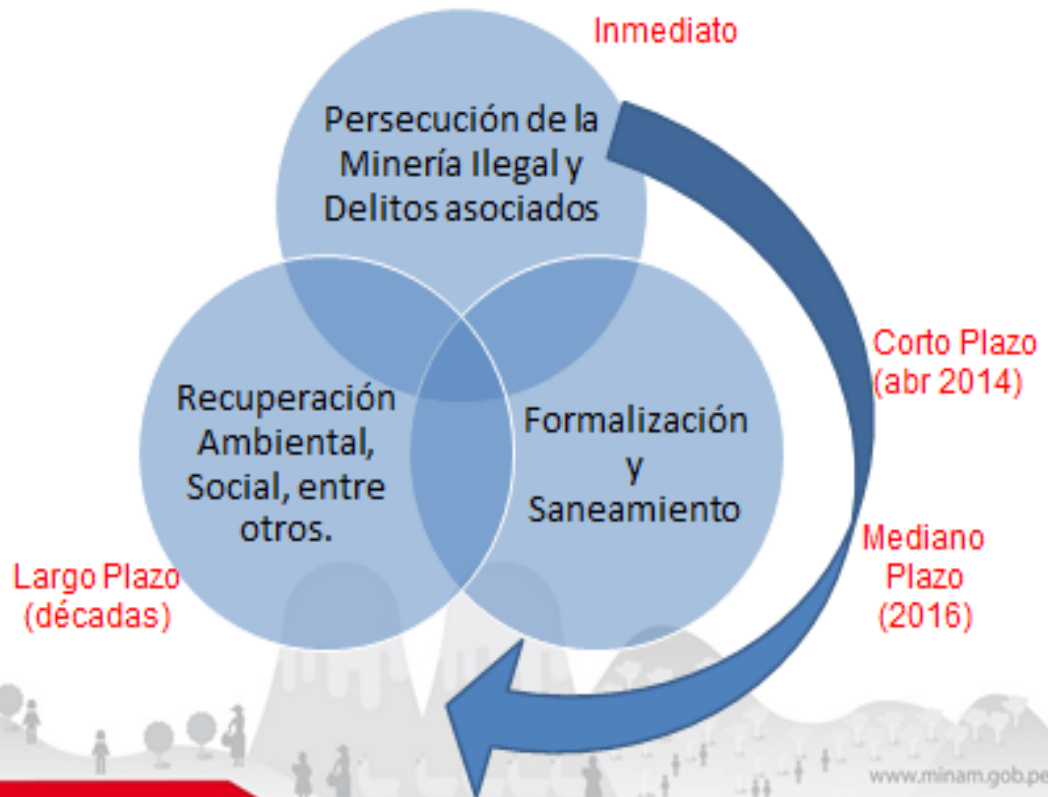 Inmediato
Persecución de la
Minería Ilegal y
Delitos asociados
Corto Plazo
(abr 2014)
Recuperación
Ambiental,
Social, entre
otros.
Formalización
y
Saneamiento
Mediano
Plazo
(2016)
Largo Plazo
(décadas)
www.minam.gob.pe